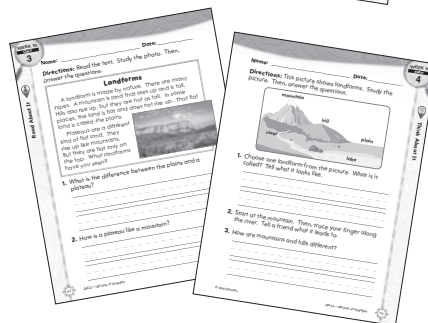 WEEK 10
DAY
3
Name: Date:
Directions: Read the text. Study the photo. Then,
answer the questions.
Read About It
Landforms
A landform is made by nature. There are many
types. A mountain is land that rises up and is tall.
Hills also rise up, but they are not as tall. In some
places, the land is flat and does not rise up. That flat
land is called the plains.
Plateaus are a different
kind of flat land. They
rise up like mountains.
But they are flat only on
the top. What landforms
have you seen?
1. What is the difference between the plains and a
plateau?
2. How is a plateau like a mountain?
WEEK 10
DAY
4
Name: Date:
Directions: This picture shows landforms. Study the
picture. Then, answer the questions.
Think About It
mountain
hill
river
plain
lake
1. Choose one landform from the picture. What is it
called? Tell what it looks like.
2. Start at the mountain. Then, trace your finger along
the river. Tell a friend what it leads to.
3. How are mountains and hills different?